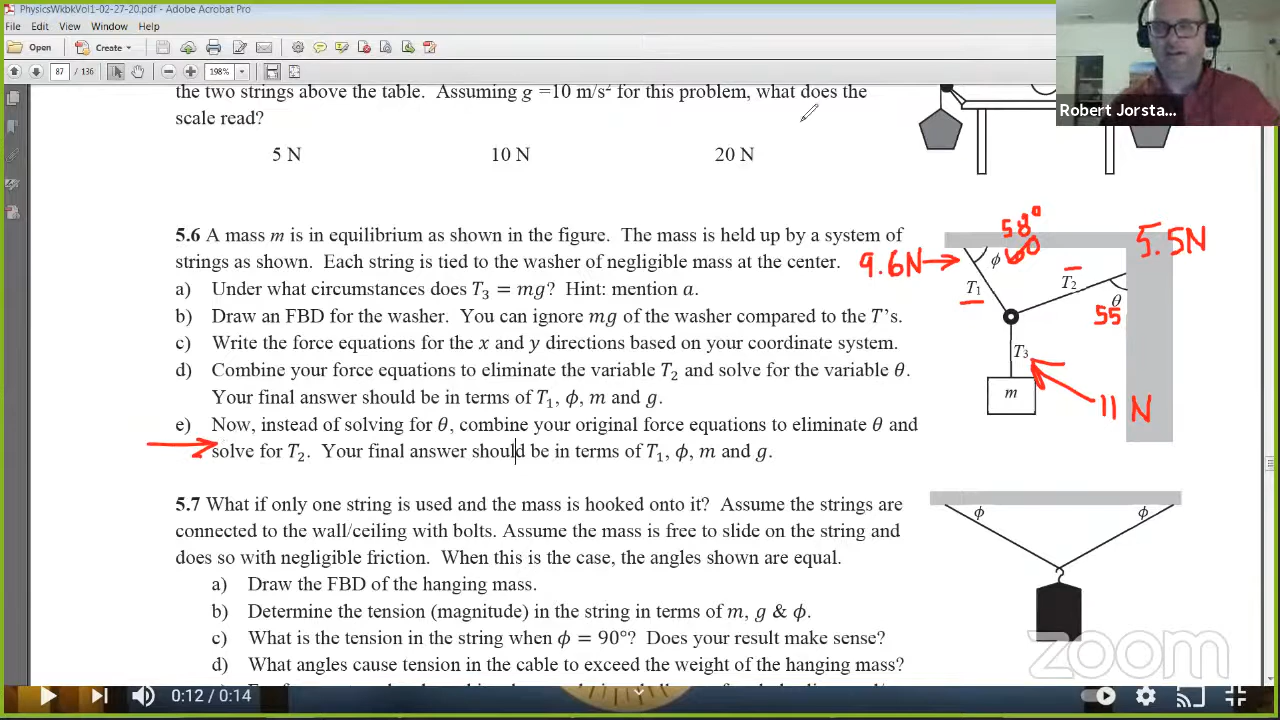 PhysicsWkbkVol1-02-27-20.pdf - Adobe Acrobat Pro
File Edit View Window Help
Open Create
87 / 136 198%
the two strings above the table. Assuming g =10 m/s² for this problem, what does the
scale read?
5 N 10 N 20 N
Robert Jorsta...
5.6 A mass m is in equilibrium as shown in the figure. The mass is held up by a system of
strings as shown. Each string is tied to the washer of negligible mass at the center.
a) Under what circumstances does T₃ = mg? Hint: mention a.
b) Draw an FBD for the washer. You can ignore mg of the washer compared to the T's.
c) Write the force equations for the x and y directions based on your coordinate system.
d) Combine your force equations to eliminate the variable T₂ and solve for the variable θ.
Your final answer should be in terms of T₁, ϕ, m and g.
e) Now, instead of solving for θ, combine your original force equations to eliminate θ and
solve for T₂. Your final answer should be in terms of T₁, ϕ, m and g.
58°
60
5.5N
9.6N
ϕ
T₁
T₂
θ
55
T₃
m
11 N
5.7 What if only one string is used and the mass is hooked onto it? Assume the strings are
connected to the wall/ceiling with bolts. Assume the mass is free to slide on the string and
does so with negligible friction. When this is the case, the angles shown are equal.
a) Draw the FBD of the hanging mass.
b) Determine the tension (magnitude) in the string in terms of m, g & ϕ.
c) What is the tension in the string when ϕ = 90°? Does your result make sense?
d) What angles cause tension in the cable to exceed the weight of the hanging mass?
ϕ ϕ
zoom
0:12 / 0:14